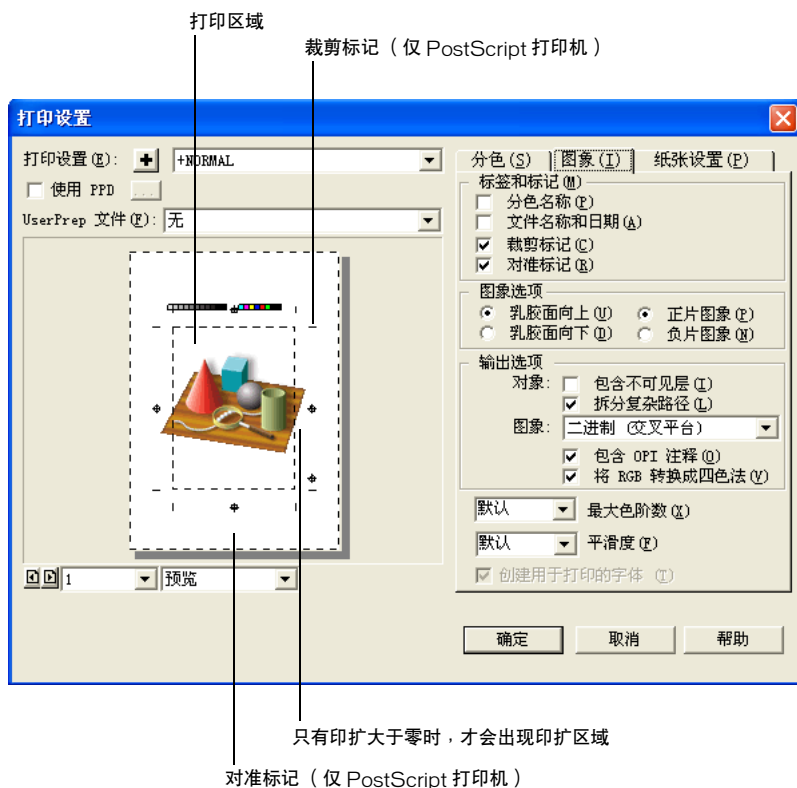 打印区域
裁剪标记（仅 PostScript 打印机）
打印设置
打印设置(E): +NORMAL
使用 PPD ...
UserPrep 文件(F): 无
1 预览
分色(S) 图象(I) 纸张设置(P)
标签和标记(M)
分色名称(P)
文件名称和日期(A)
裁剪标记(C)
对准标记(R)
图象选项
乳胶面向上(U) 正片图象(P)
乳胶面向下(D) 负片图象(N)
输出选项
对象: 包含不可见层(I)
拆分复杂路径(L)
图象: 二进制 (交叉平台)
包含 OPI 注释(O)
将 RGB 转换成四色法(V)
默认 最大色阶数(X)
默认 平滑度(F)
创建用于打印的字体 (T)
确定 取消 帮助
只有印扩大于零时，才会出现印扩区域
对准标记（仅 PostScript 打印机）